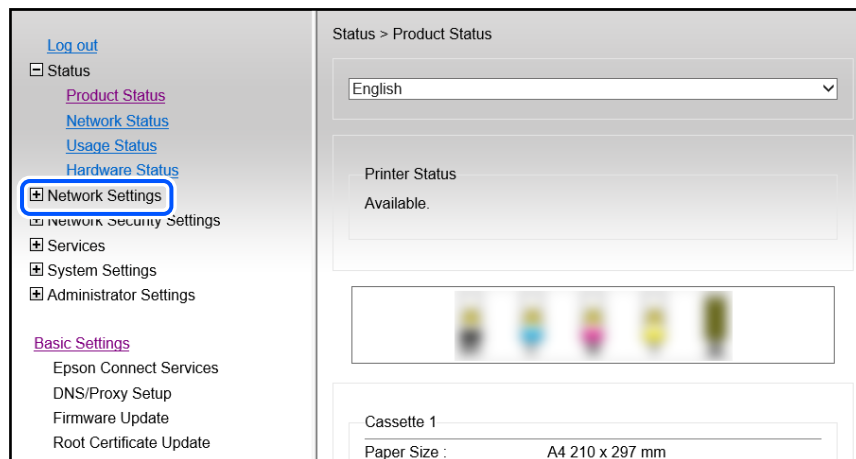 Log out
Status
Product Status
Network Status
Usage Status
Hardware Status
Network Settings
Network Security Settings
Services
System Settings
Administrator Settings
Basic Settings
Epson Connect Services
DNS/Proxy Setup
Firmware Update
Root Certificate Update
Status > Product Status
English
Printer Status
Available.
Cassette 1
Paper Size : A4 210 x 297 mm